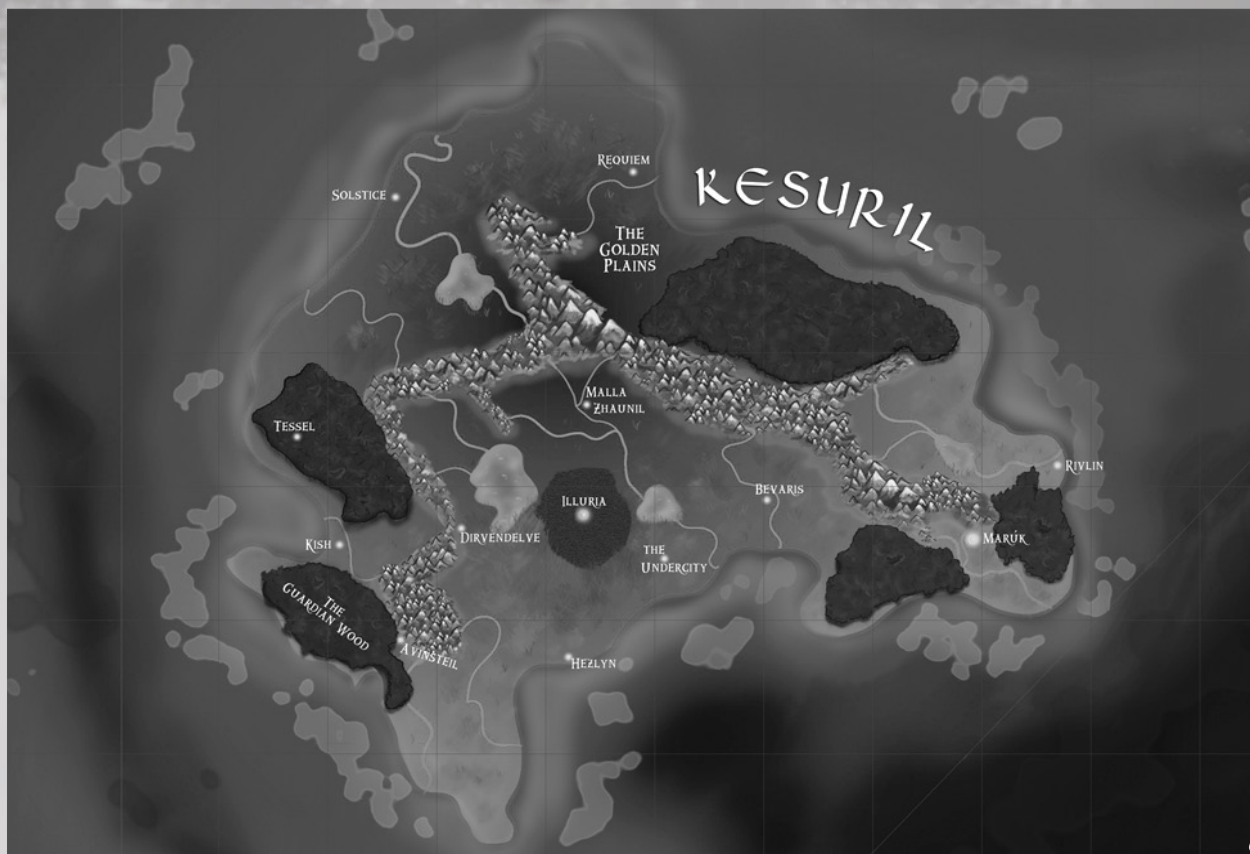 Requiem
Kesuril
Solstice
The
Golden
Plains
Malla
Zhaunil
Tessel
Rivlin
Bevaris
Illuria
Dirvendelve
Marúk
Kish
The
Undercity
The
Guardian Wood
Avinsteil
Hezlyn